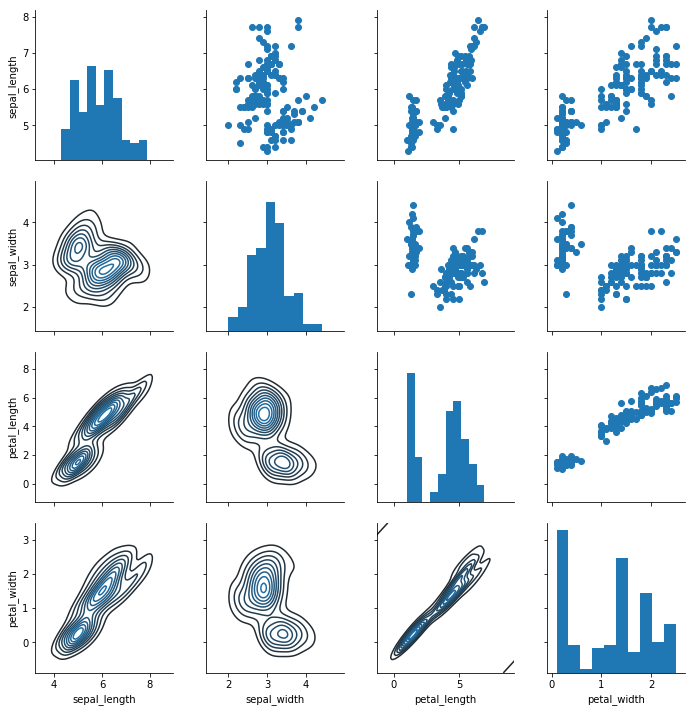 sepal_length
8
7
6
5
sepal_width
4
3
2
petal_length
8
6
4
2
0
petal_width
3
2
1
0
4 6 8
2 3 4
0 5
0 1 2
sepal_length sepal_width petal_length petal_width